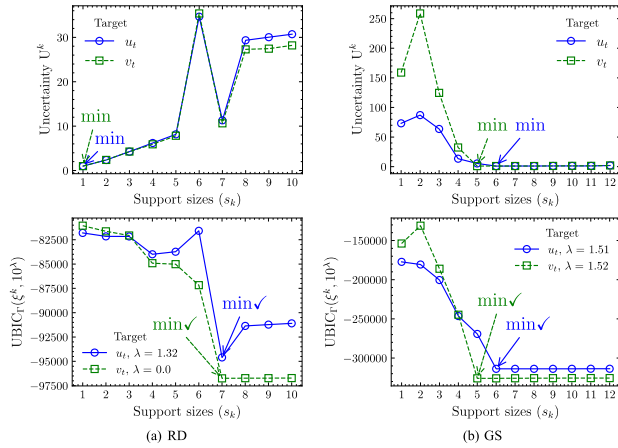 Uncertainty U^k
30
20
10
0
Target
u_t
v_t
min
min
1 2 3 4 5 6 7 8 9 10
Support sizes (s_k)
Uncertainty U^k
250
200
150
100
50
0
Target
u_t
v_t
min
min
1 2 3 4 5 6 7 8 9 10 11 12
Support sizes (s_k)
UBIC_Γ(ξ^k, 10^λ)
−82500
−85000
−87500
−90000
−92500
−95000
−97500
min✓
min✓
Target
u_t, λ = 1.32
v_t, λ = 0.0
1 2 3 4 5 6 7 8 9 10
Support sizes (s_k)
(a) RD
UBIC_Γ(ξ^k, 10^λ)
−150000
−200000
−250000
−300000
Target
u_t, λ = 1.51
v_t, λ = 1.52
min✓
min✓
1 2 3 4 5 6 7 8 9 10 11 12
Support sizes (s_k)
(b) GS